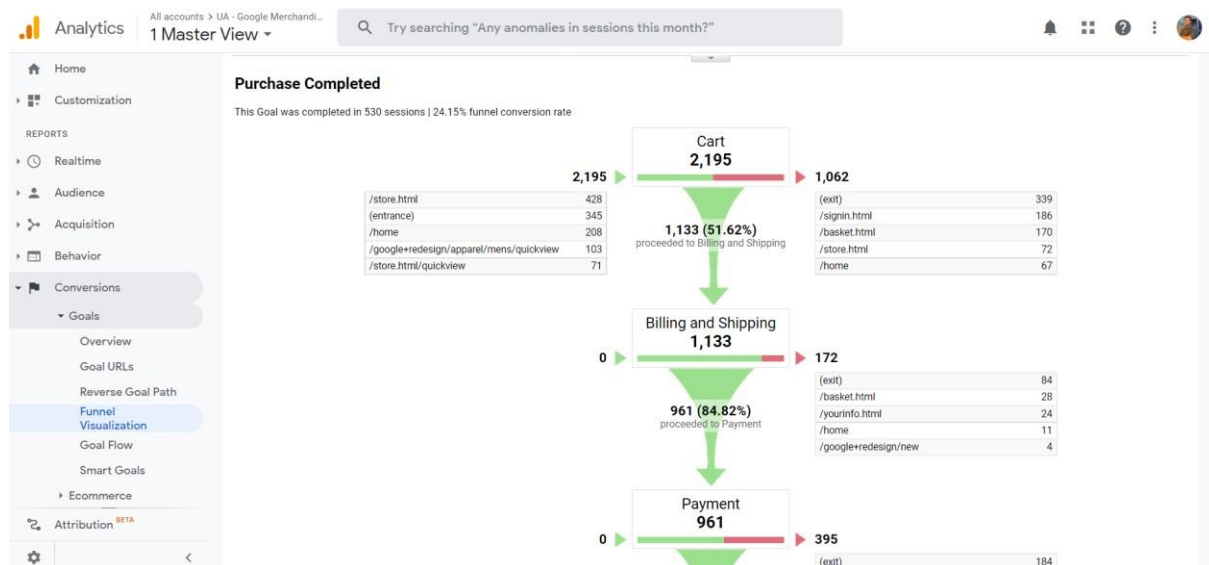 Analytics
All accounts > UA - Google Merchandi...
1 Master View
Try searching "Any anomalies in sessions this month?"
Home
Customization
REPORTS
Realtime
Audience
Acquisition
Behavior
Conversions
Goals
Overview
Goal URLs
Reverse Goal Path
Funnel
Visualization
Goal Flow
Smart Goals
Ecommerce
Attribution BETA
Purchase Completed
This Goal was completed in 530 sessions | 24.15% funnel conversion rate
Cart
2,195
2,195
/store.html 428
(entrance) 345
/home 208
/google+redesign/apparel/mens/quickview 103
/store.html/quickview 71
1,062
(exit) 339
/signin.html 186
/basket.html 170
/store.html 72
/home 67
1,133 (51.62%)
proceeded to Billing and Shipping
Billing and Shipping
1,133
0
172
(exit) 84
/basket.html 28
/yourinfo.html 24
/home 11
/google+redesign/new 4
961 (84.82%)
proceeded to Payment
Payment
961
0
395
(exit) 184